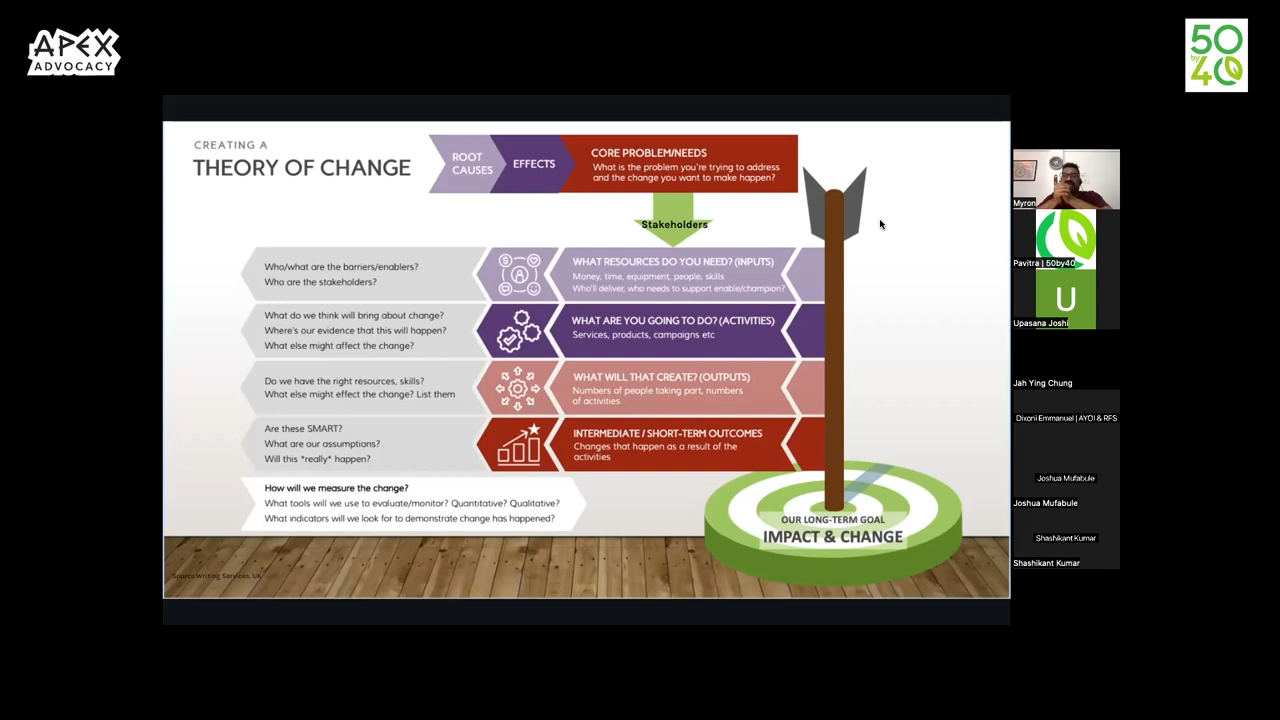 APEX
ADVOCACY
50
by
40
CREATING A
THEORY OF CHANGE
ROOT
CAUSES
EFFECTS
CORE PROBLEM/NEEDS
What is the problem you're trying to address
and the change you want to make happen?
Stakeholders
Who/what are the barriers/enablers?
Who are the stakeholders?
WHAT RESOURCES DO YOU NEED? (INPUTS)
Money, time, equipment, people, skills
Who'll deliver, who needs to support enable/champion?
What do we think will bring about change?
Where's our evidence that this will happen?
What else might affect the change?
WHAT ARE YOU GOING TO DO? (ACTIVITIES)
Services, products, campaigns etc
Do we have the right resources, skills?
What else might effect the change? List them
WHAT WILL THAT CREATE? (OUTPUTS)
Numbers of people taking part, numbers
of activities
Are these SMART?
What are our assumptions?
Will this *really* happen?
INTERMEDIATE / SHORT-TERM OUTCOMES
Changes that happen as a result of the
activities
How will we measure the change?
What tools will we use to evaluate/monitor? Quantitative? Qualitative?
What indicators will we look for to demonstrate change has happened?
OUR LONG-TERM GOAL
IMPACT & CHANGE
Source:Writing Services, UK
Myron
Pavitra | 50by40
U
Upasana Joshi
Jah Ying Chung
Dixoni Emmanuel | AYOI & RFS
Joshua Mufabule
Joshua Mufabule
Shashikant Kumar
Shashikant Kumar